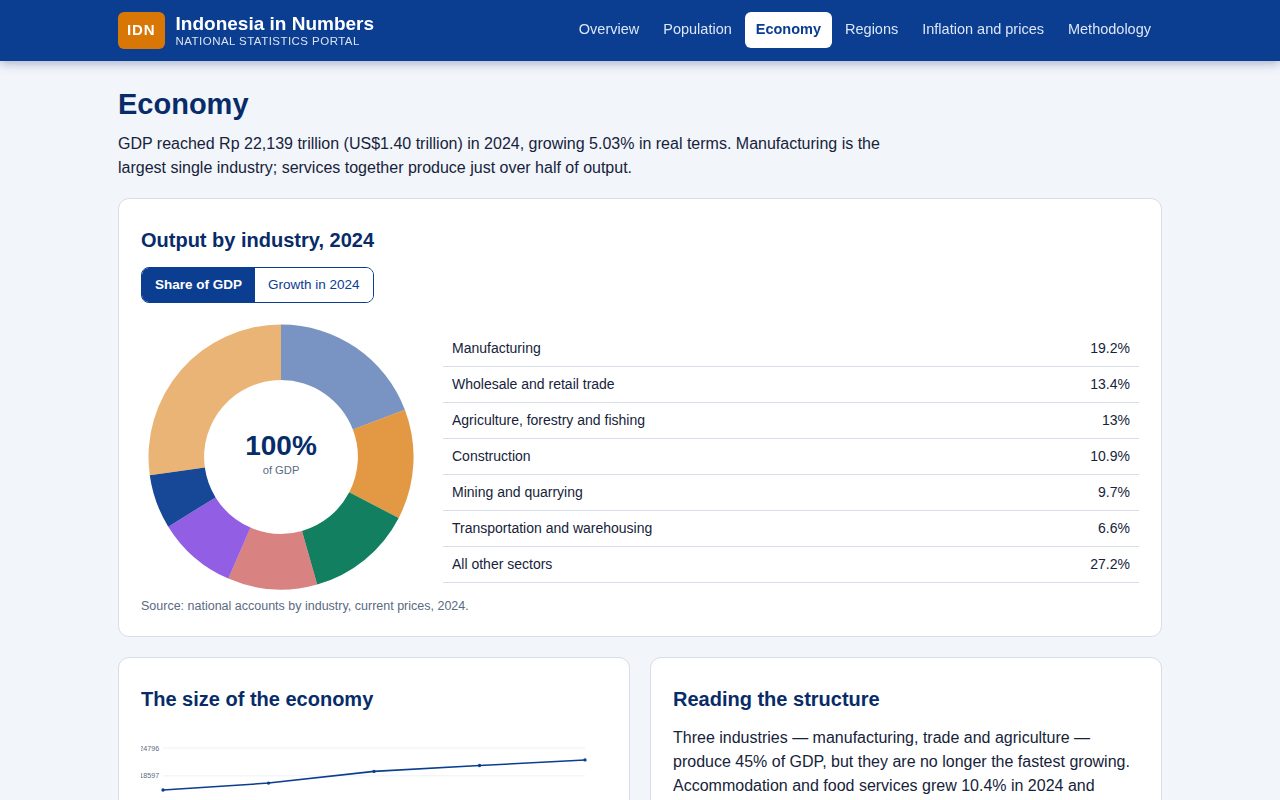 IDN
Indonesia in Numbers
NATIONAL STATISTICS PORTAL
Overview
Population
Economy
Regions
Inflation and prices
Methodology
Economy
GDP reached Rp 22,139 trillion (US$1.40 trillion) in 2024, growing 5.03% in real terms. Manufacturing is the
largest single industry; services together produce just over half of output.
Output by industry, 2024
Share of GDP
Growth in 2024
100%
of GDP
Manufacturing 19.2%
Wholesale and retail trade 13.4%
Agriculture, forestry and fishing 13%
Construction 10.9%
Mining and quarrying 9.7%
Transportation and warehousing 6.6%
All other sectors 27.2%
Source: national accounts by industry, current prices, 2024.
The size of the economy
24796
18597
Reading the structure
Three industries — manufacturing, trade and agriculture —
produce 45% of GDP, but they are no longer the fastest growing.
Accommodation and food services grew 10.4% in 2024 and